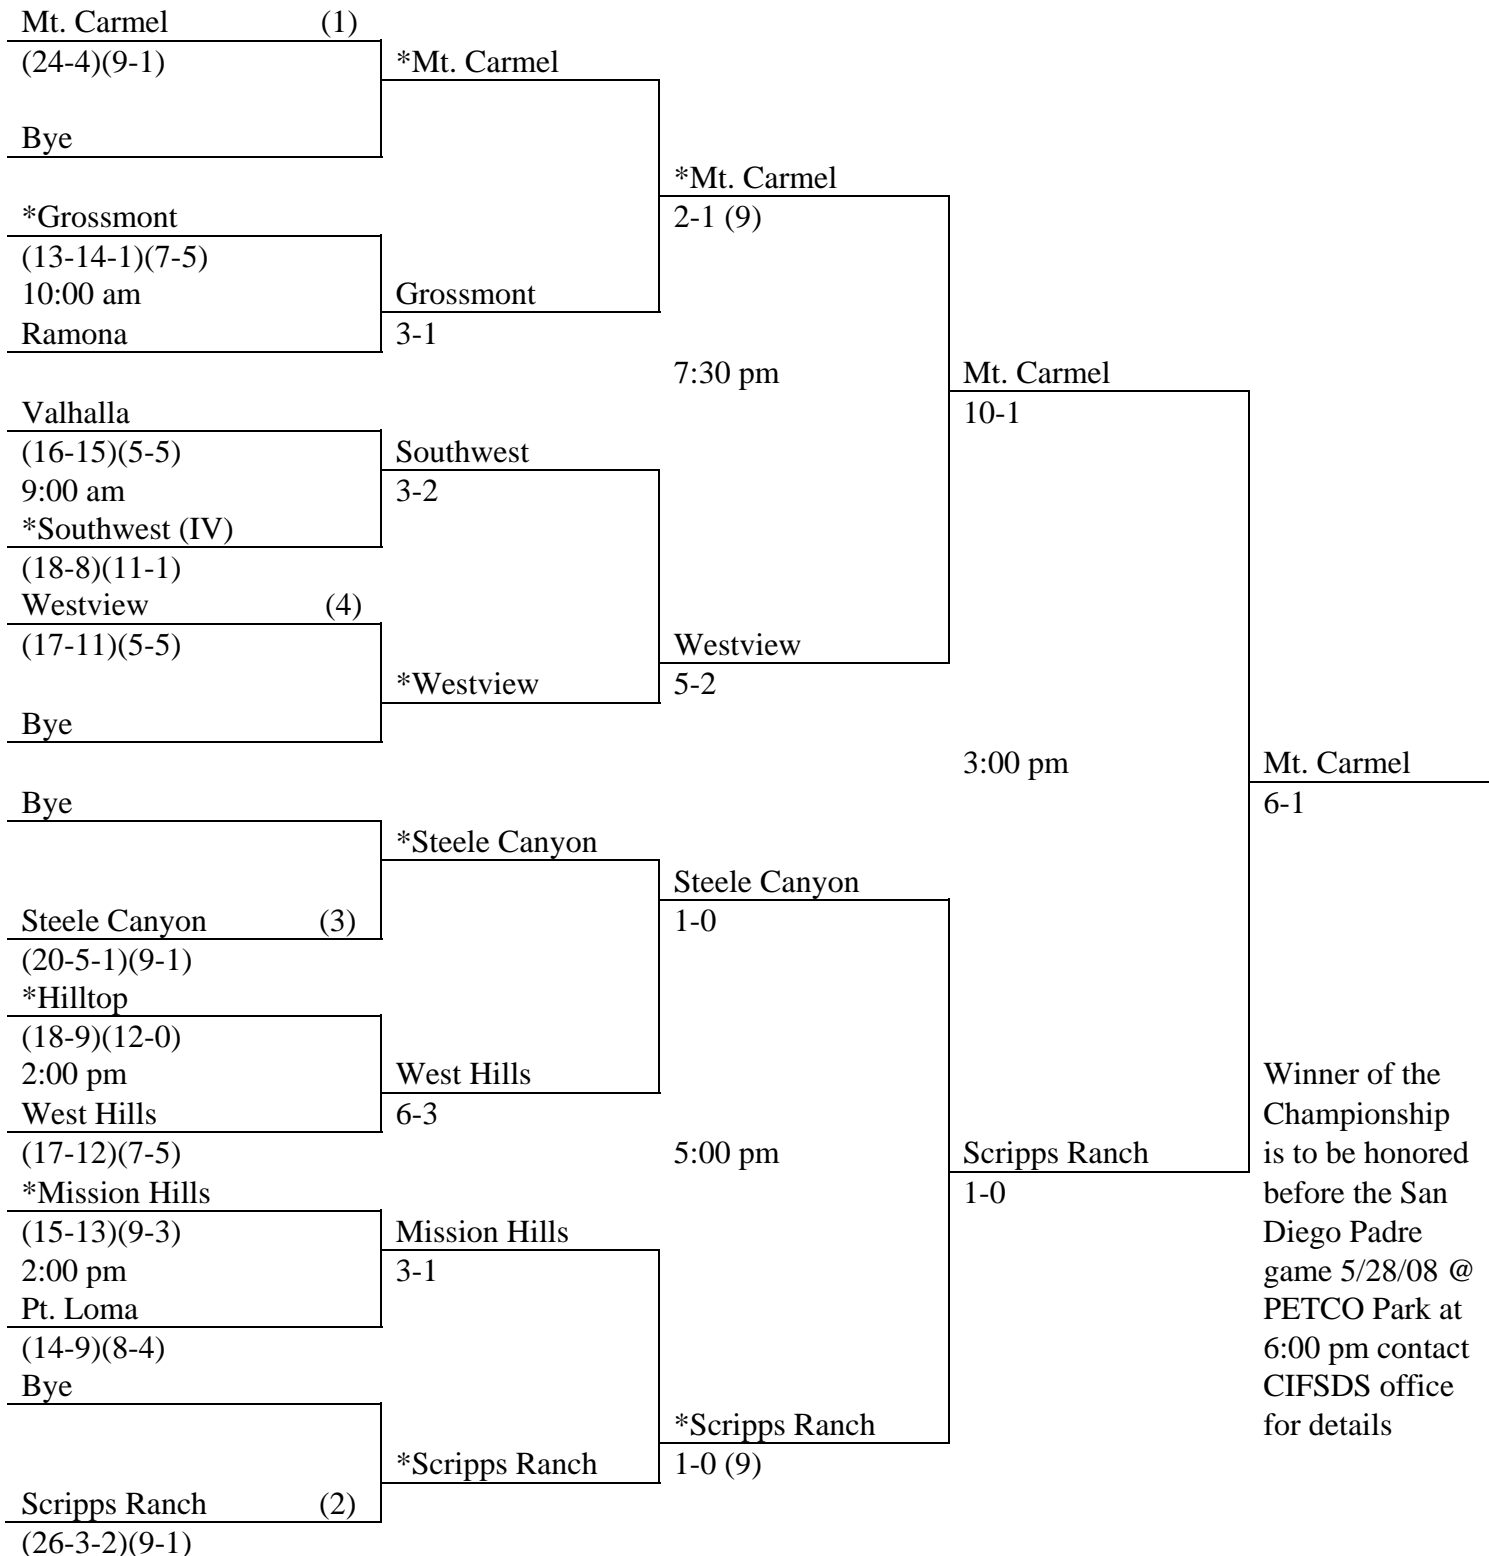 Mt. Carmel (1)
(24-4)(9-1)
Bye
*Grossmont
(13-14-1)(7-5)
10:00 am
Ramona
Valhalla
(16-15)(5-5)
9:00 am
*Southwest (IV)
(18-8)(11-1)
Westview (4)
(17-11)(5-5)
Bye
Bye
Steele Canyon (3)
(20-5-1)(9-1)
*Hilltop
(18-9)(12-0)
2:00 pm
West Hills
(17-12)(7-5)
*Mission Hills
(15-13)(9-3)
2:00 pm
Pt. Loma
(14-9)(8-4)
Bye
Scripps Ranch (2)
(26-3-2)(9-1)
*Mt. Carmel
Grossmont
3-1
Southwest
3-2
*Westview
*Steele Canyon
West Hills
6-3
Mission Hills
3-1
*Scripps Ranch
*Mt. Carmel
2-1 (9)
7:30 pm
Westview
5-2
Steele Canyon
1-0
5:00 pm
*Scripps Ranch
1-0 (9)
Mt. Carmel
10-1
3:00 pm
Scripps Ranch
1-0
Mt. Carmel
6-1
Winner of the
Championship
is to be honored
before the San
Diego Padre
game 5/28/08 @
PETCO Park at
6:00 pm contact
CIFSDS office
for details